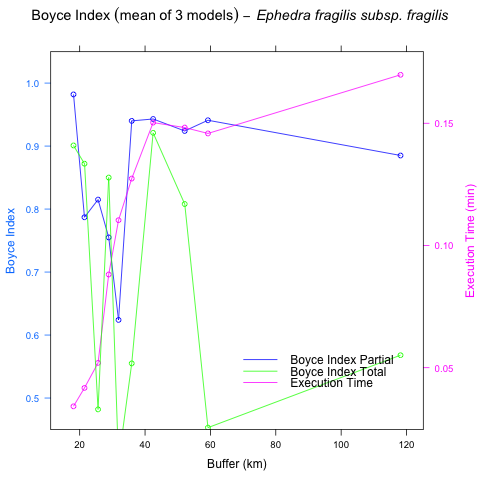 Boyce Index (mean of 3 models) – Ephedra fragilis subsp. fragilis
1.0
0.9
0.8
0.7
0.6
0.5
Boyce Index
0.15
0.10
0.05
Execution Time (min)
Boyce Index Partial
Boyce Index Total
Execution Time
20 40 60 80 100 120
Buffer (km)